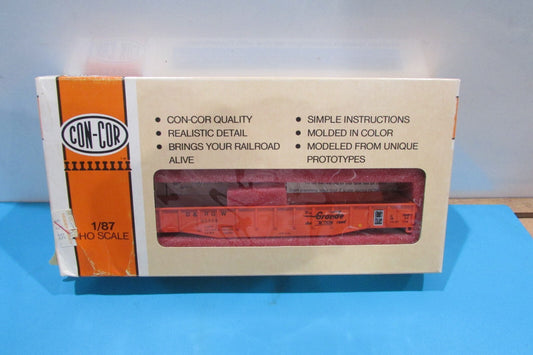 CON-COR
1/87
HO SCALE
• CON-COR QUALITY
• REALISTIC DETAIL
• BRINGS YOUR RAILROAD
ALIVE
• SIMPLE INSTRUCTIONS
• MOLDED IN COLOR
• MODELED FROM UNIQUE
PROTOTYPES
D & R G W
Rio
Grande